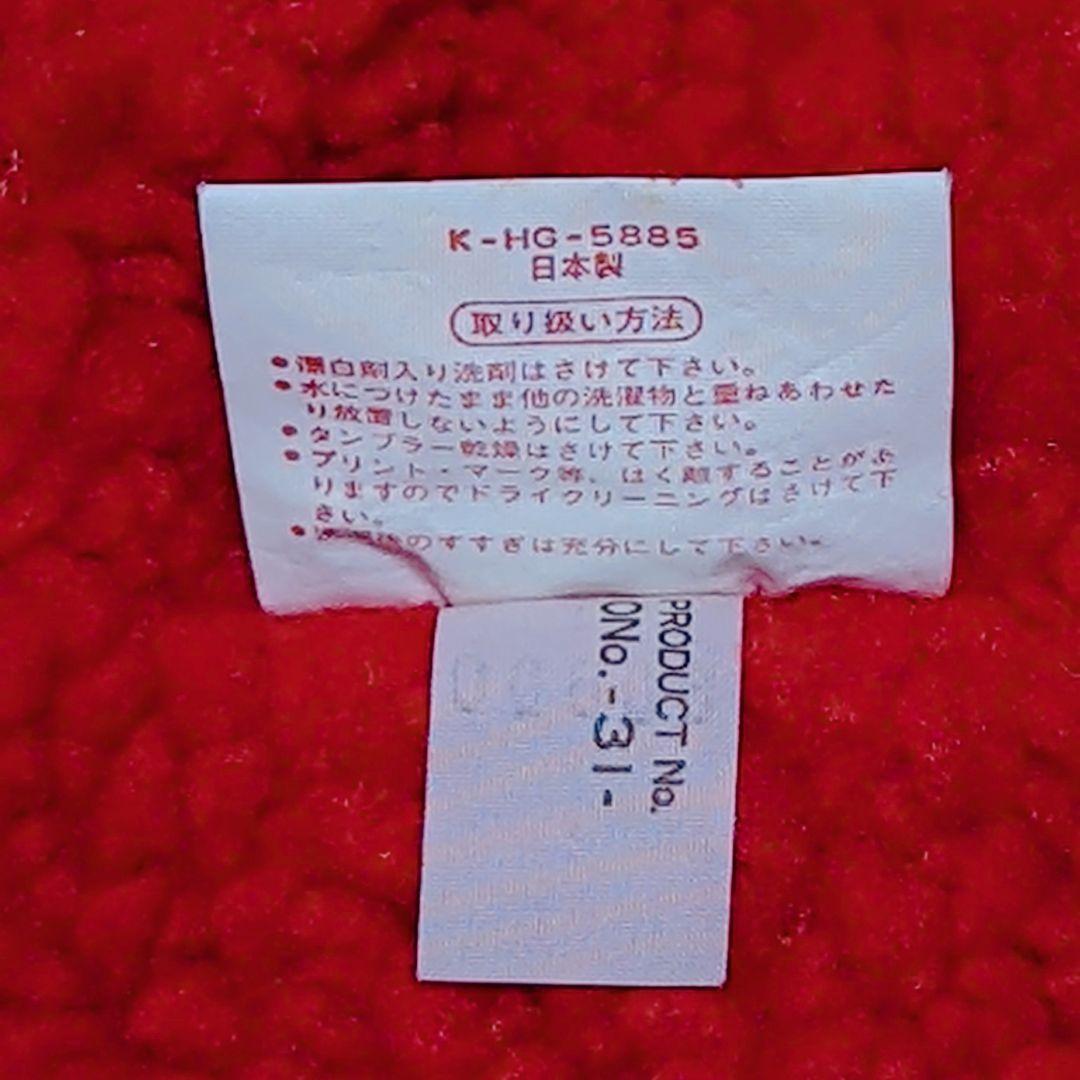 K-HG-5885
日本製
取り扱い方法
●漂白剤入り洗剤はさけて下さい。
●水につけたまま他の洗濯物と重ねあわせた
り放置しないようにして下さい。
●タンブラー乾燥はさけて下さい。
●プリント・マーク等、はく離することがあ
りますのでドライクリーニングはさけて下
さい。
●のすすぎは充分にして下さい。
PRODUCT No.
ONo.-31-